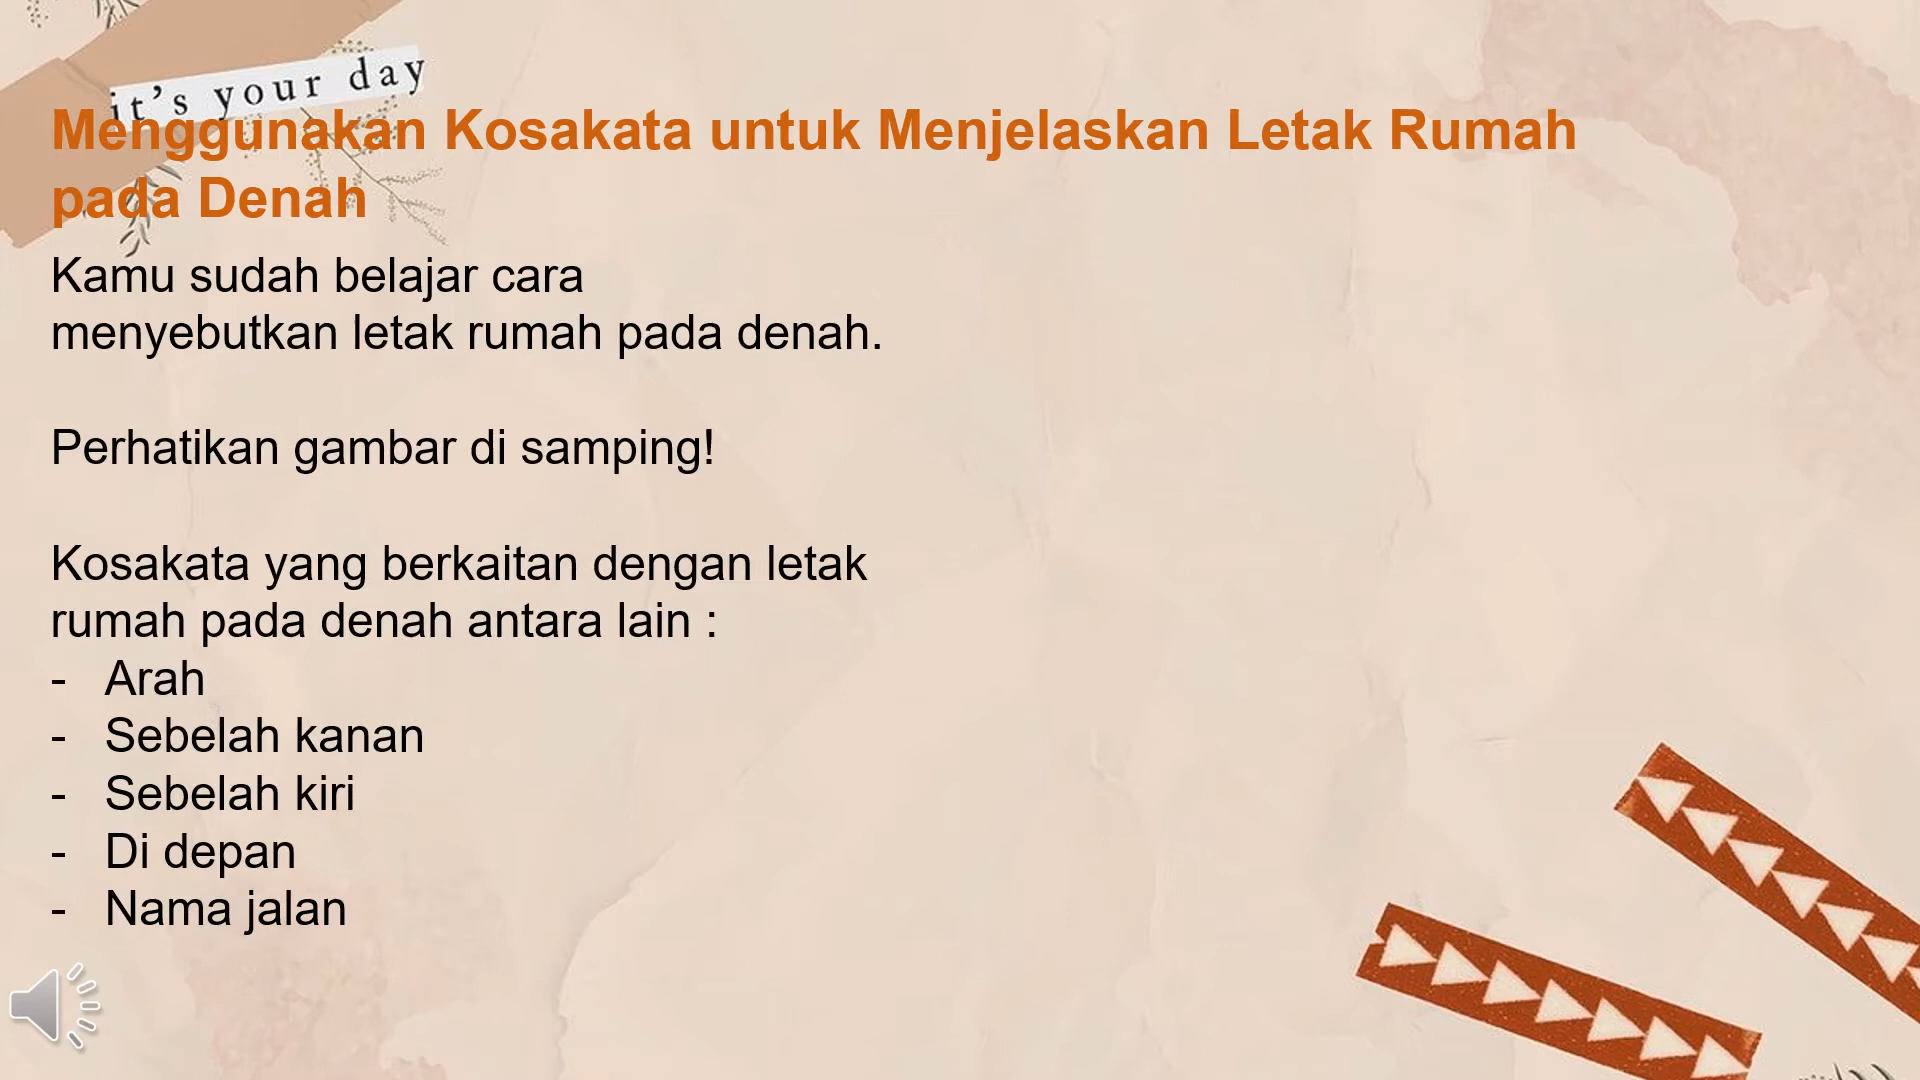 it's your day
Menggunakan Kosakata untuk Menjelaskan Letak Rumah
pada Denah
Kamu sudah belajar cara
menyebutkan letak rumah pada denah.
Perhatikan gambar di samping!
Kosakata yang berkaitan dengan letak
rumah pada denah antara lain :
- Arah
- Sebelah kanan
- Sebelah kiri
- Di depan
- Nama jalan